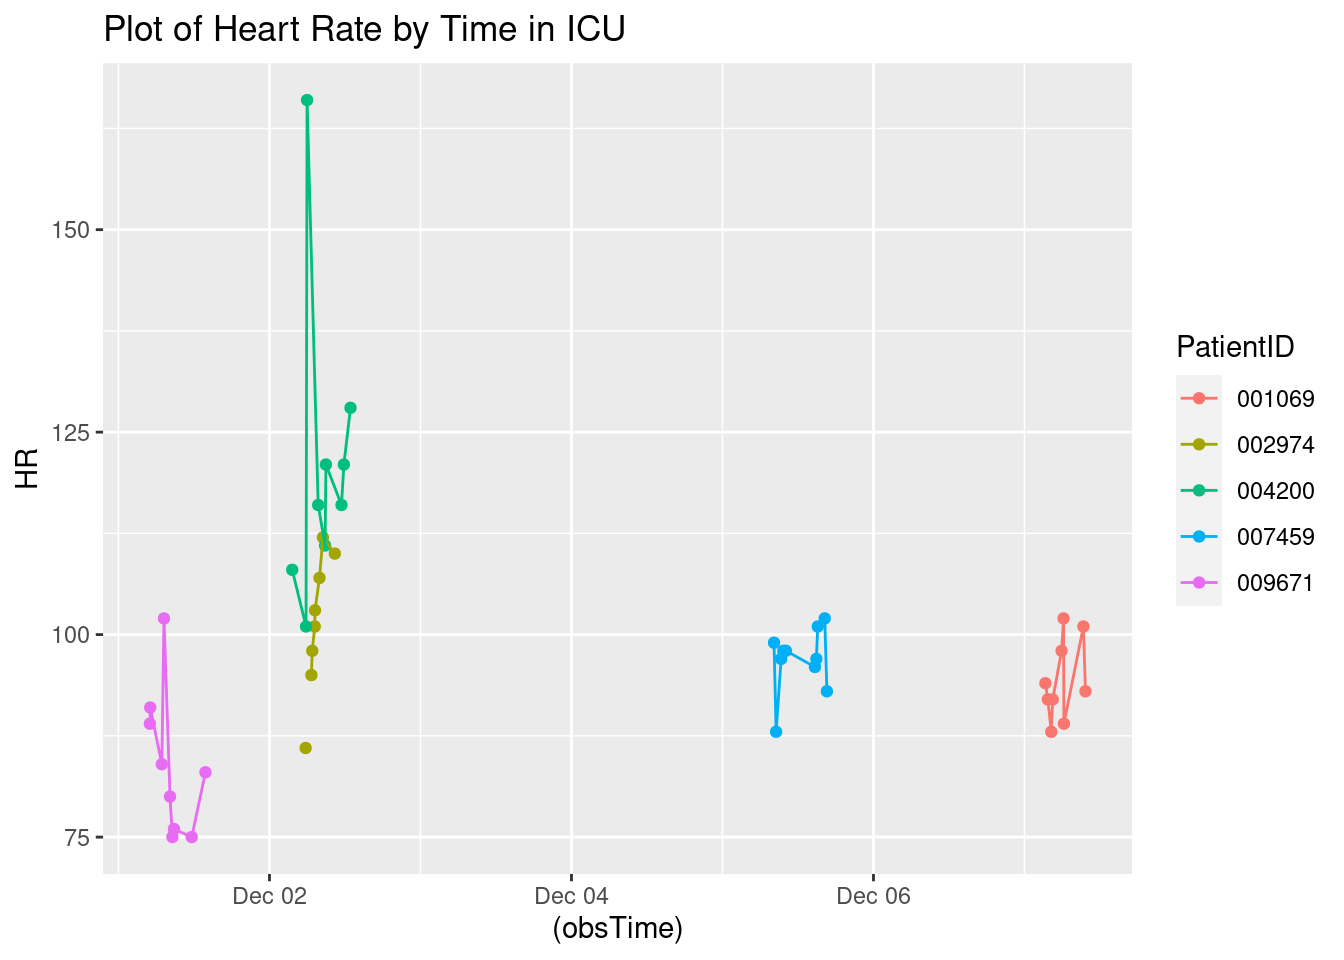 Plot of Heart Rate by Time in ICU
150
125
100
75
HR
Dec 02
Dec 04
Dec 06
(obsTime)
PatientID
001069
002974
004200
007459
009671